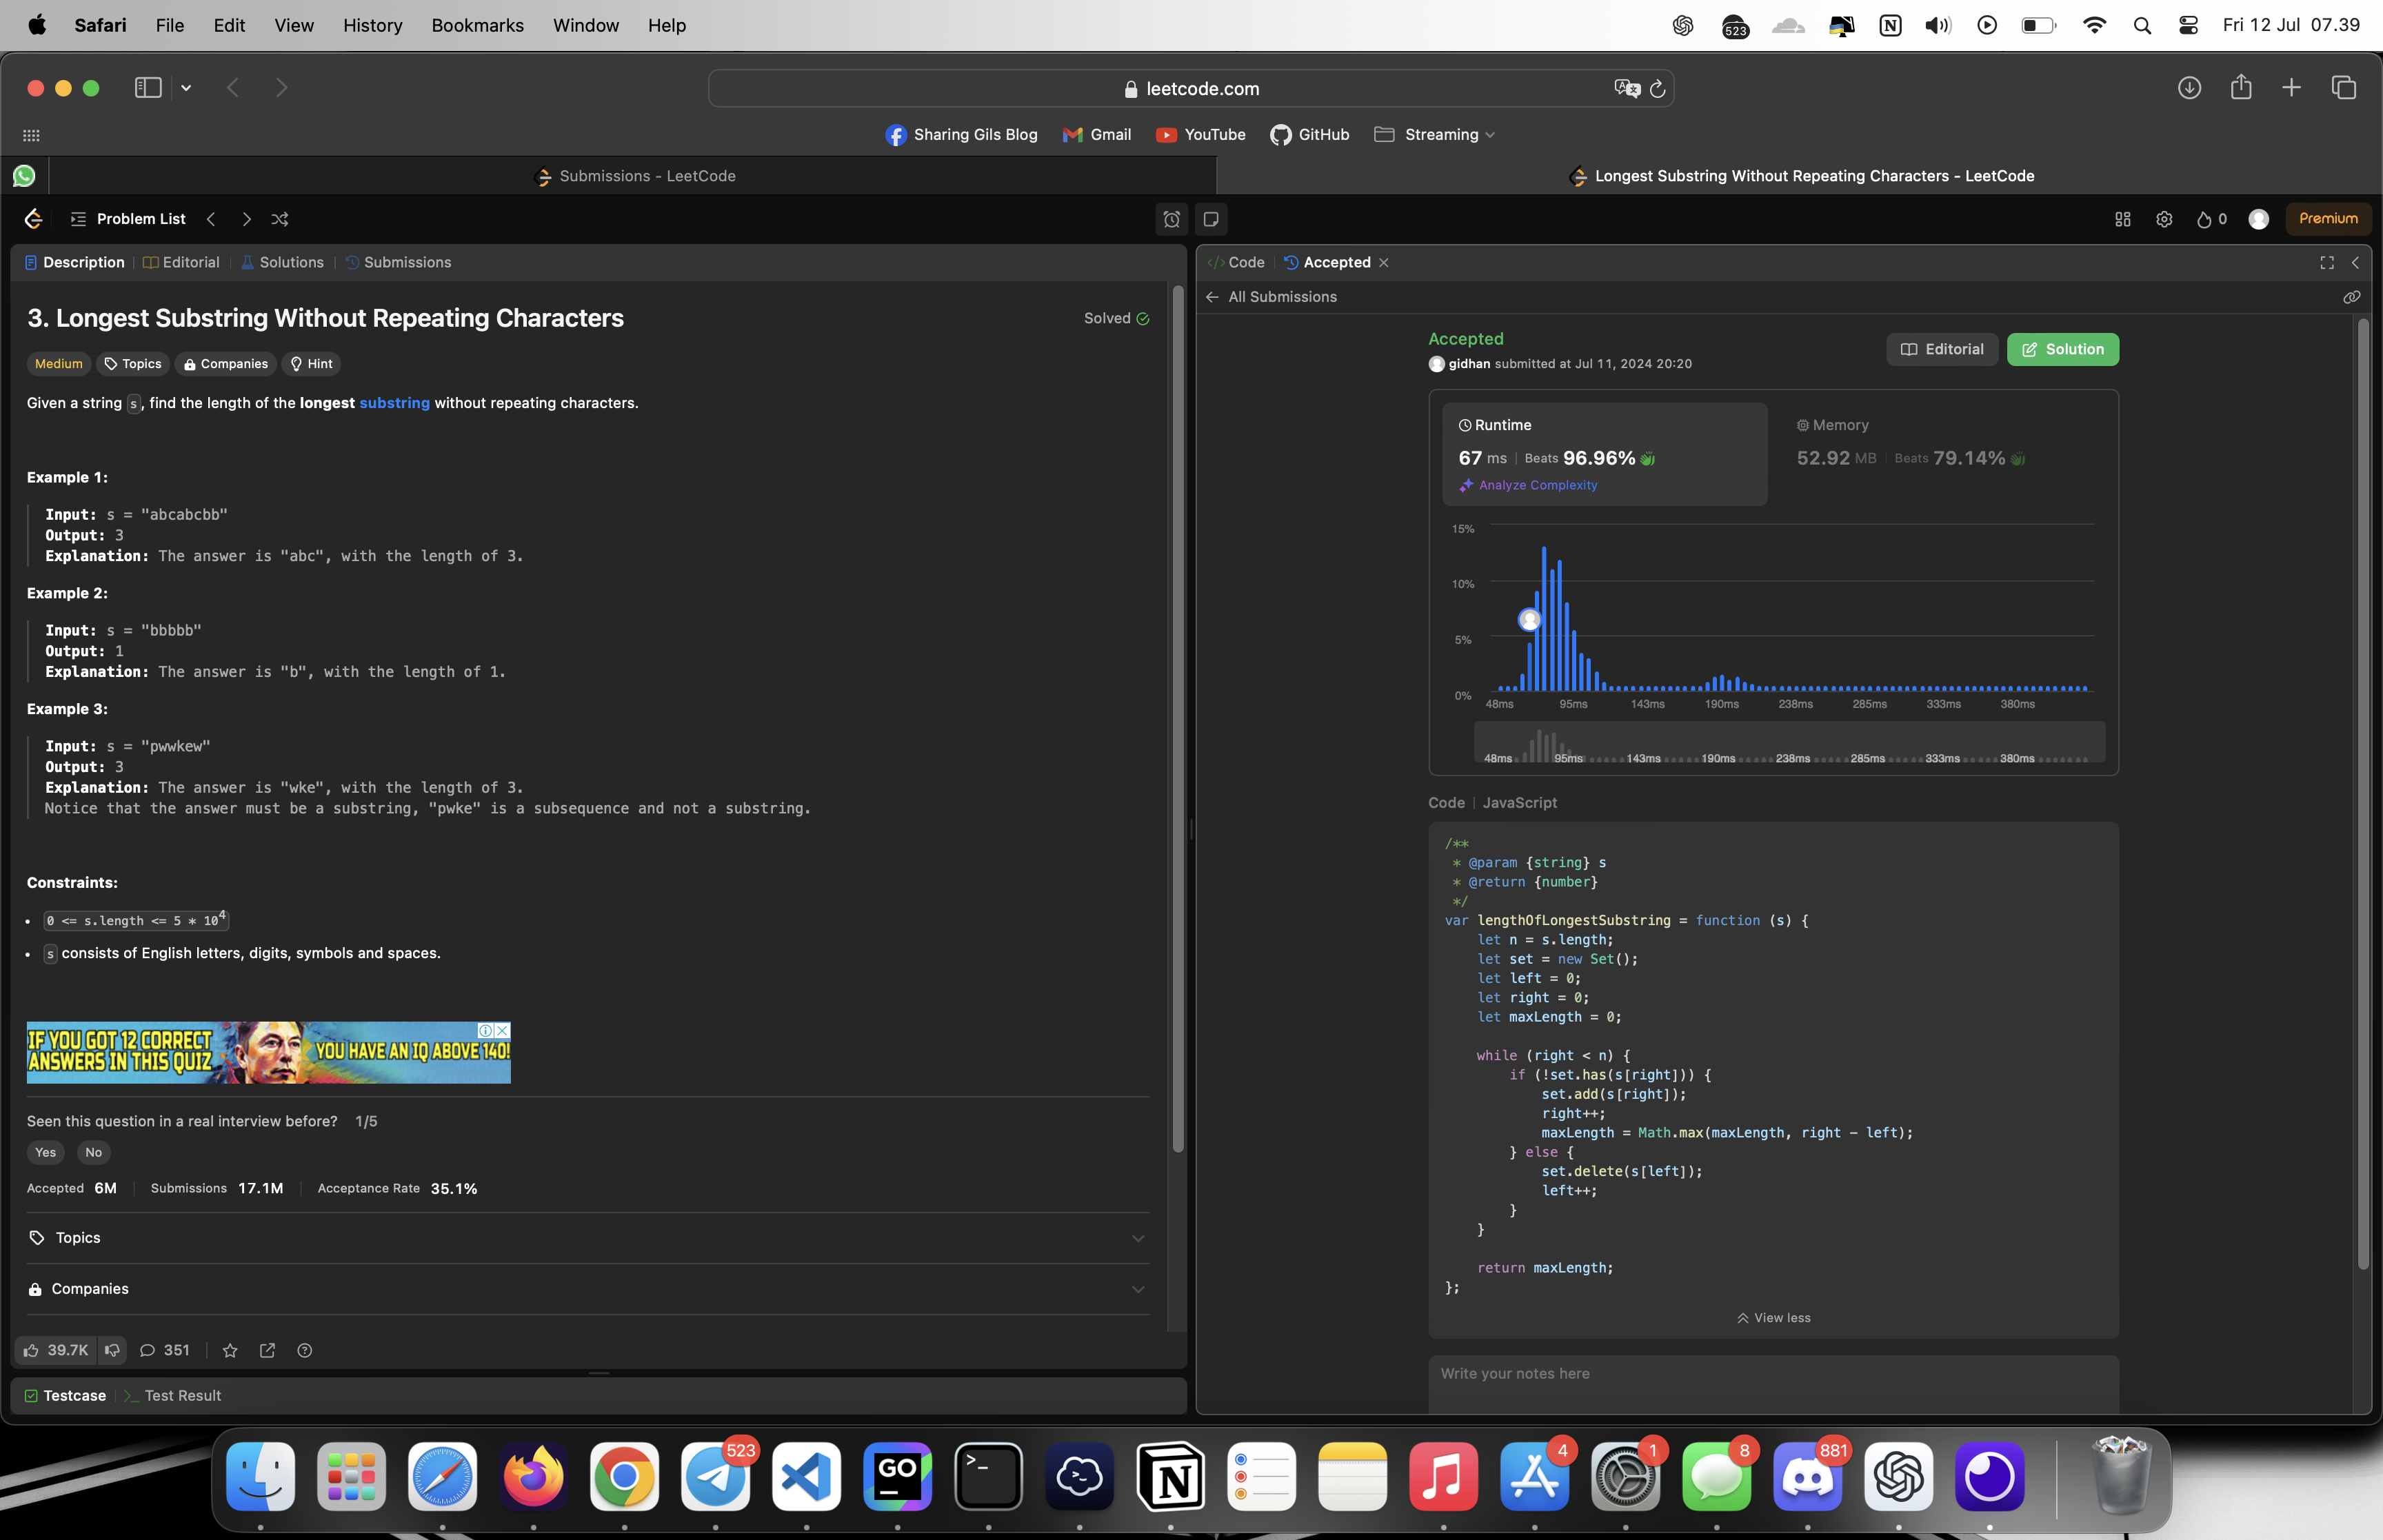 Safari File Edit View History Bookmarks Window Help 523 Fri 12 Jul 07.39
leetcode.com
Sharing Gils Blog Gmail YouTube GitHub Streaming
Submissions - LeetCode Longest Substring Without Repeating Characters - LeetCode
Problem List 0 Premium
Description Editorial Solutions Submissions
3. Longest Substring Without Repeating Characters Solved
Medium Topics Companies Hint
Given a string s, find the length of the longest substring without repeating characters.
Example 1:
Input: s = "abcabcbb"
Output: 3
Explanation: The answer is "abc", with the length of 3.
Example 2:
Input: s = "bbbbb"
Output: 1
Explanation: The answer is "b", with the length of 1.
Example 3:
Input: s = "pwwkew"
Output: 3
Explanation: The answer is "wke", with the length of 3.
Notice that the answer must be a substring, "pwke" is a subsequence and not a substring.
Constraints:
• 0 <= s.length <= 5 * 10⁴
• s consists of English letters, digits, symbols and spaces.
IF YOU GOT 12 CORRECT
ANSWERS IN THIS QUIZ
YOU HAVE AN IQ ABOVE 140!
Seen this question in a real interview before? 1/5
Yes No
Accepted 6M Submissions 17.1M Acceptance Rate 35.1%
Topics
Companies
39.7K 351
Testcase >_ Test Result
</> Code Accepted
All Submissions
Accepted
gidhan submitted at Jul 11, 2024 20:20
Editorial Solution
Runtime
67 ms Beats 96.96%
Analyze Complexity
Memory
52.92 MB Beats 79.14%
15%
10%
5%
0%
48ms 95ms 143ms 190ms 238ms 285ms 333ms 380ms
48ms 95ms 143ms 190ms 238ms 285ms 333ms 380ms
Code JavaScript
/**
 * @param {string} s
 * @return {number}
 */
var lengthOfLongestSubstring = function (s) {
    let n = s.length;
    let set = new Set();
    let left = 0;
    let right = 0;
    let maxLength = 0;
    while (right < n) {
        if (!set.has(s[right])) {
            set.add(s[right]);
            right++;
            maxLength = Math.max(maxLength, right - left);
        } else {
            set.delete(s[left]);
            left++;
        }
    }
    return maxLength;
};
View less
Write your notes here
523 GO >_ N 4 1 8 881